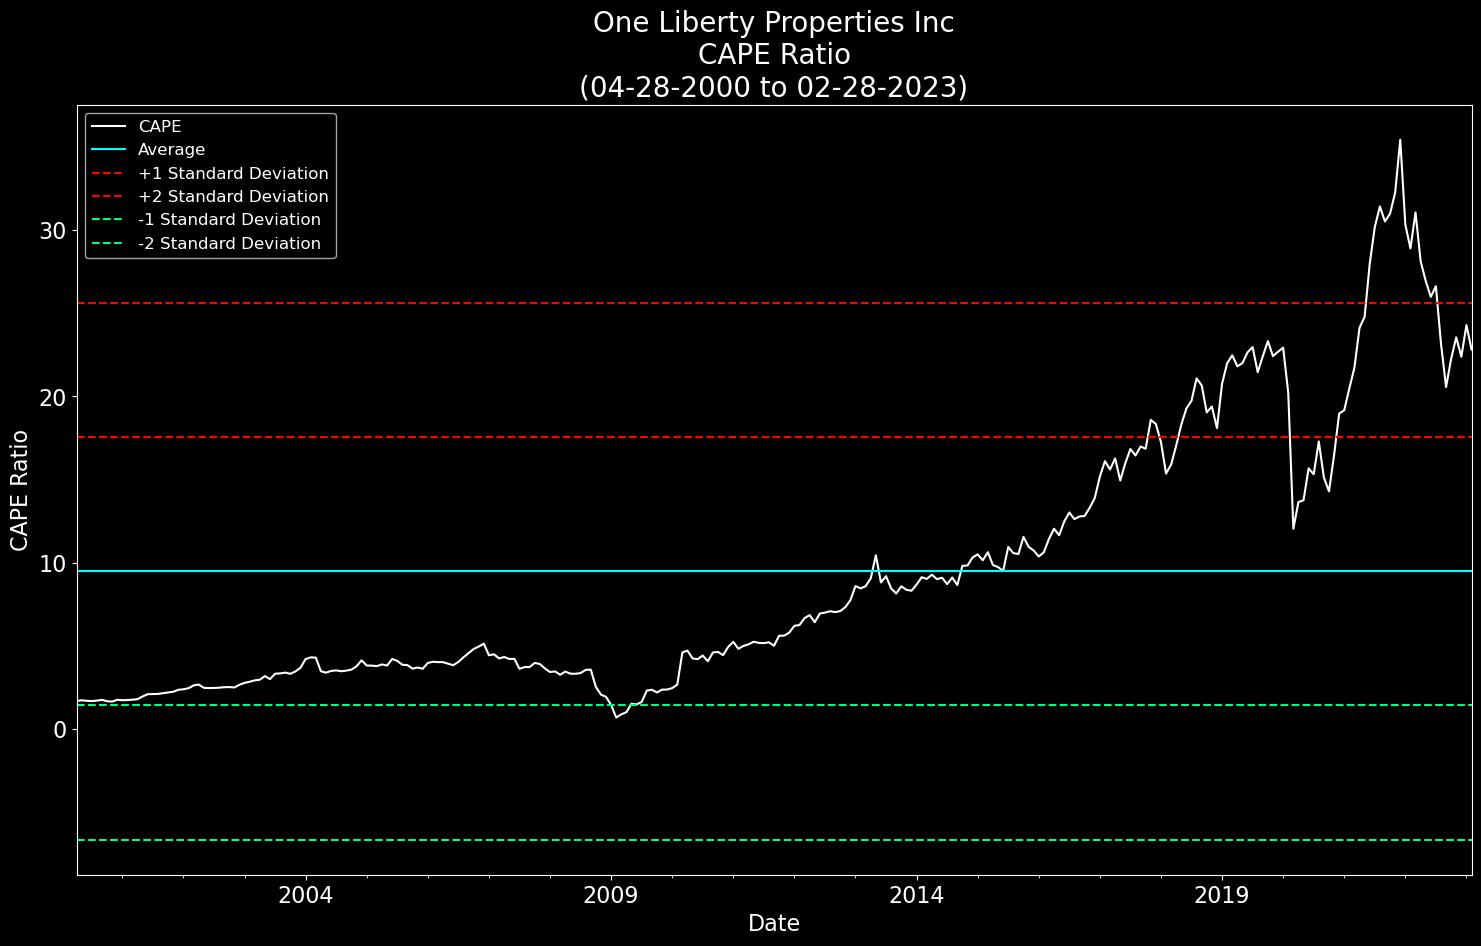 One Liberty Properties Inc
CAPE Ratio
(04-28-2000 to 02-28-2023)
CAPE
Average
+1 Standard Deviation
+2 Standard Deviation
-1 Standard Deviation
-2 Standard Deviation
30
20
10
0
CAPE Ratio
2004
2009
2014
2019
Date